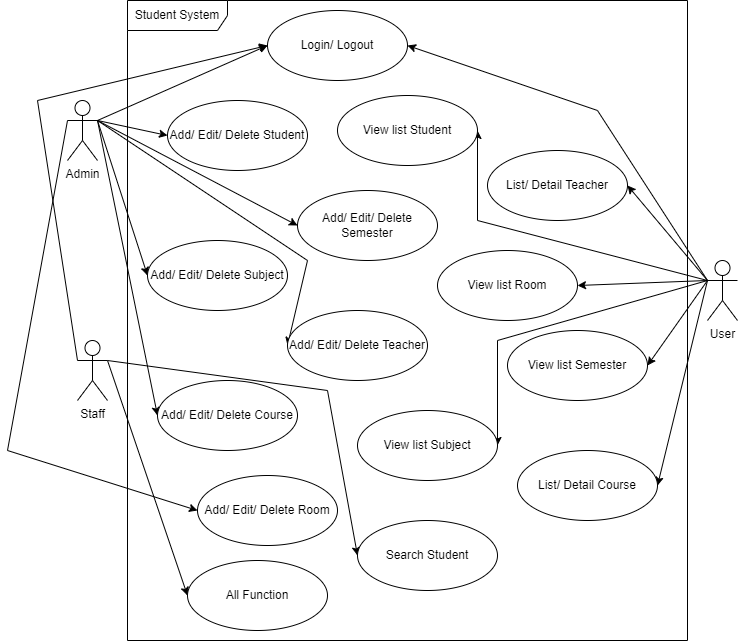 Student System
Login/ Logout
Add/ Edit/ Delete Student
View list Student
Admin
List/ Detail Teacher
Add/ Edit/ Delete
Semester
Add/ Edit/ Delete Subject
View list Room
User
Add/ Edit/ Delete Teacher
View list Semester
Staff
Add/ Edit/ Delete Course
View list Subject
List/ Detail Course
Add/ Edit/ Delete Room
Search Student
All Function